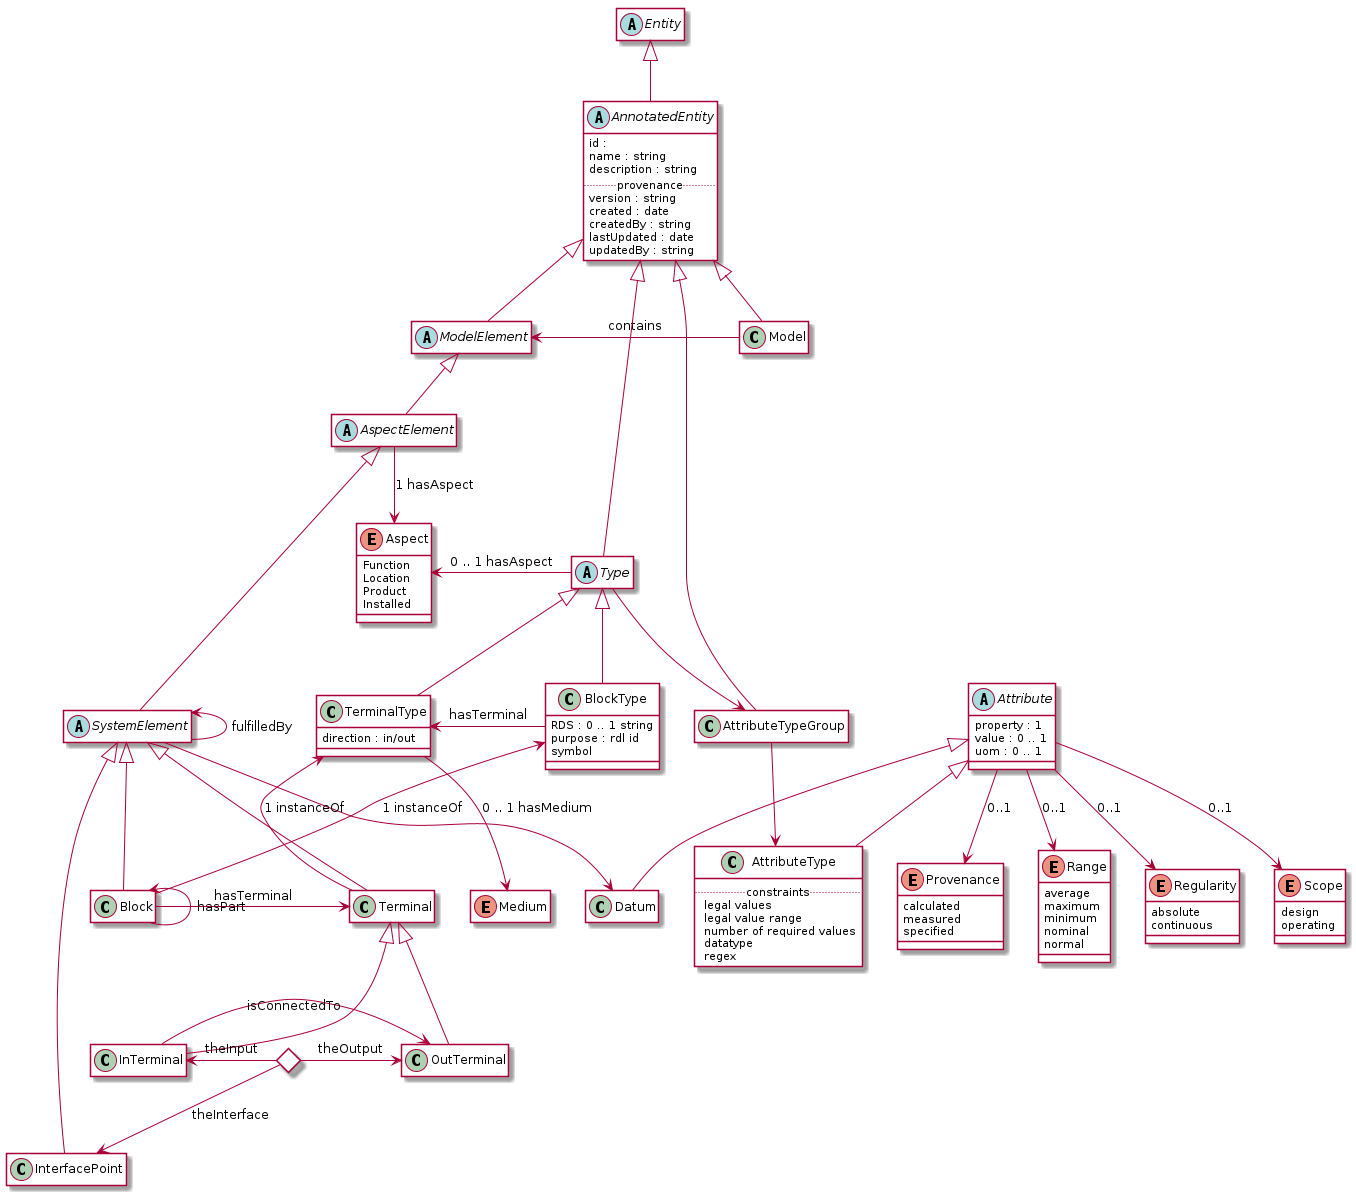 A Entity
A AnnotatedEntity
id :
name : string
description : string
provenance
version : string
created : date
createdBy : string
lastUpdated : date
updatedBy : string
contains
A ModelElement
C Model
A AspectElement
1 hasAspect
E Aspect
Function
Location
Product
Installed
0 .. 1 hasAspect
A Type
A SystemElement
fulfilledBy
C TerminalType
direction : in/out
hasTerminal
C BlockType
RDS : 0 .. 1 string
purpose : rdl id
symbol
C AttributeTypeGroup
A Attribute
property : 1
value : 0 .. 1
uom : 0 .. 1
1 instanceOf
1 instanceOf
0 .. 1 hasMedium
0..1
0..1
0..1
0..1
C Block
hasTerminal
hasPart
C Terminal
E Medium
C Datum
C AttributeType
constraints
legal values
legal value range
number of required values
datatype
regex
E Provenance
calculated
measured
specified
E Range
average
maximum
minimum
nominal
normal
E Regularity
absolute
continuous
E Scope
design
operating
isConnectedTo
C InTerminal
theInput
theOutput
C OutTerminal
theInterface
C InterfacePoint